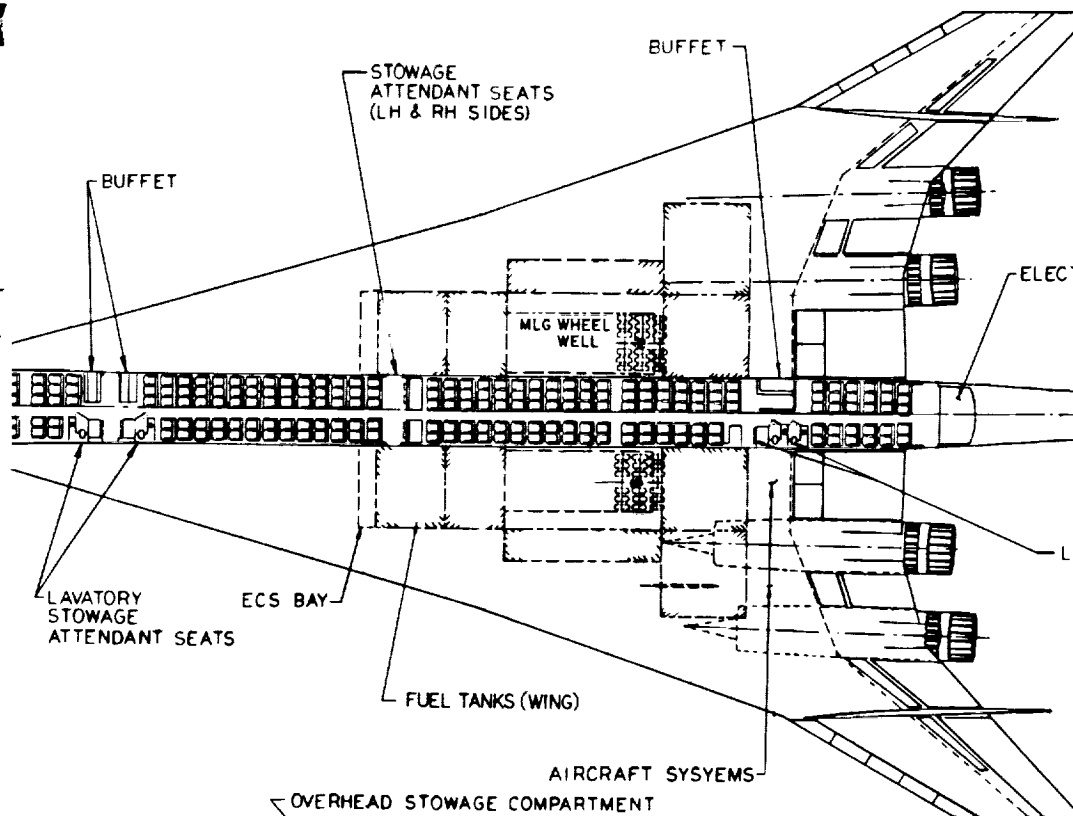 BUFFET
STOWAGE
ATTENDANT SEATS
(LH & RH SIDES)
BUFFET
ELECT
MLG WHEEL
WELL
L
LAVATORY
STOWAGE
ATTENDANT SEATS
ECS BAY
FUEL TANKS (WING)
AIRCRAFT SYSYEMS
OVERHEAD STOWAGE COMPARTMENT